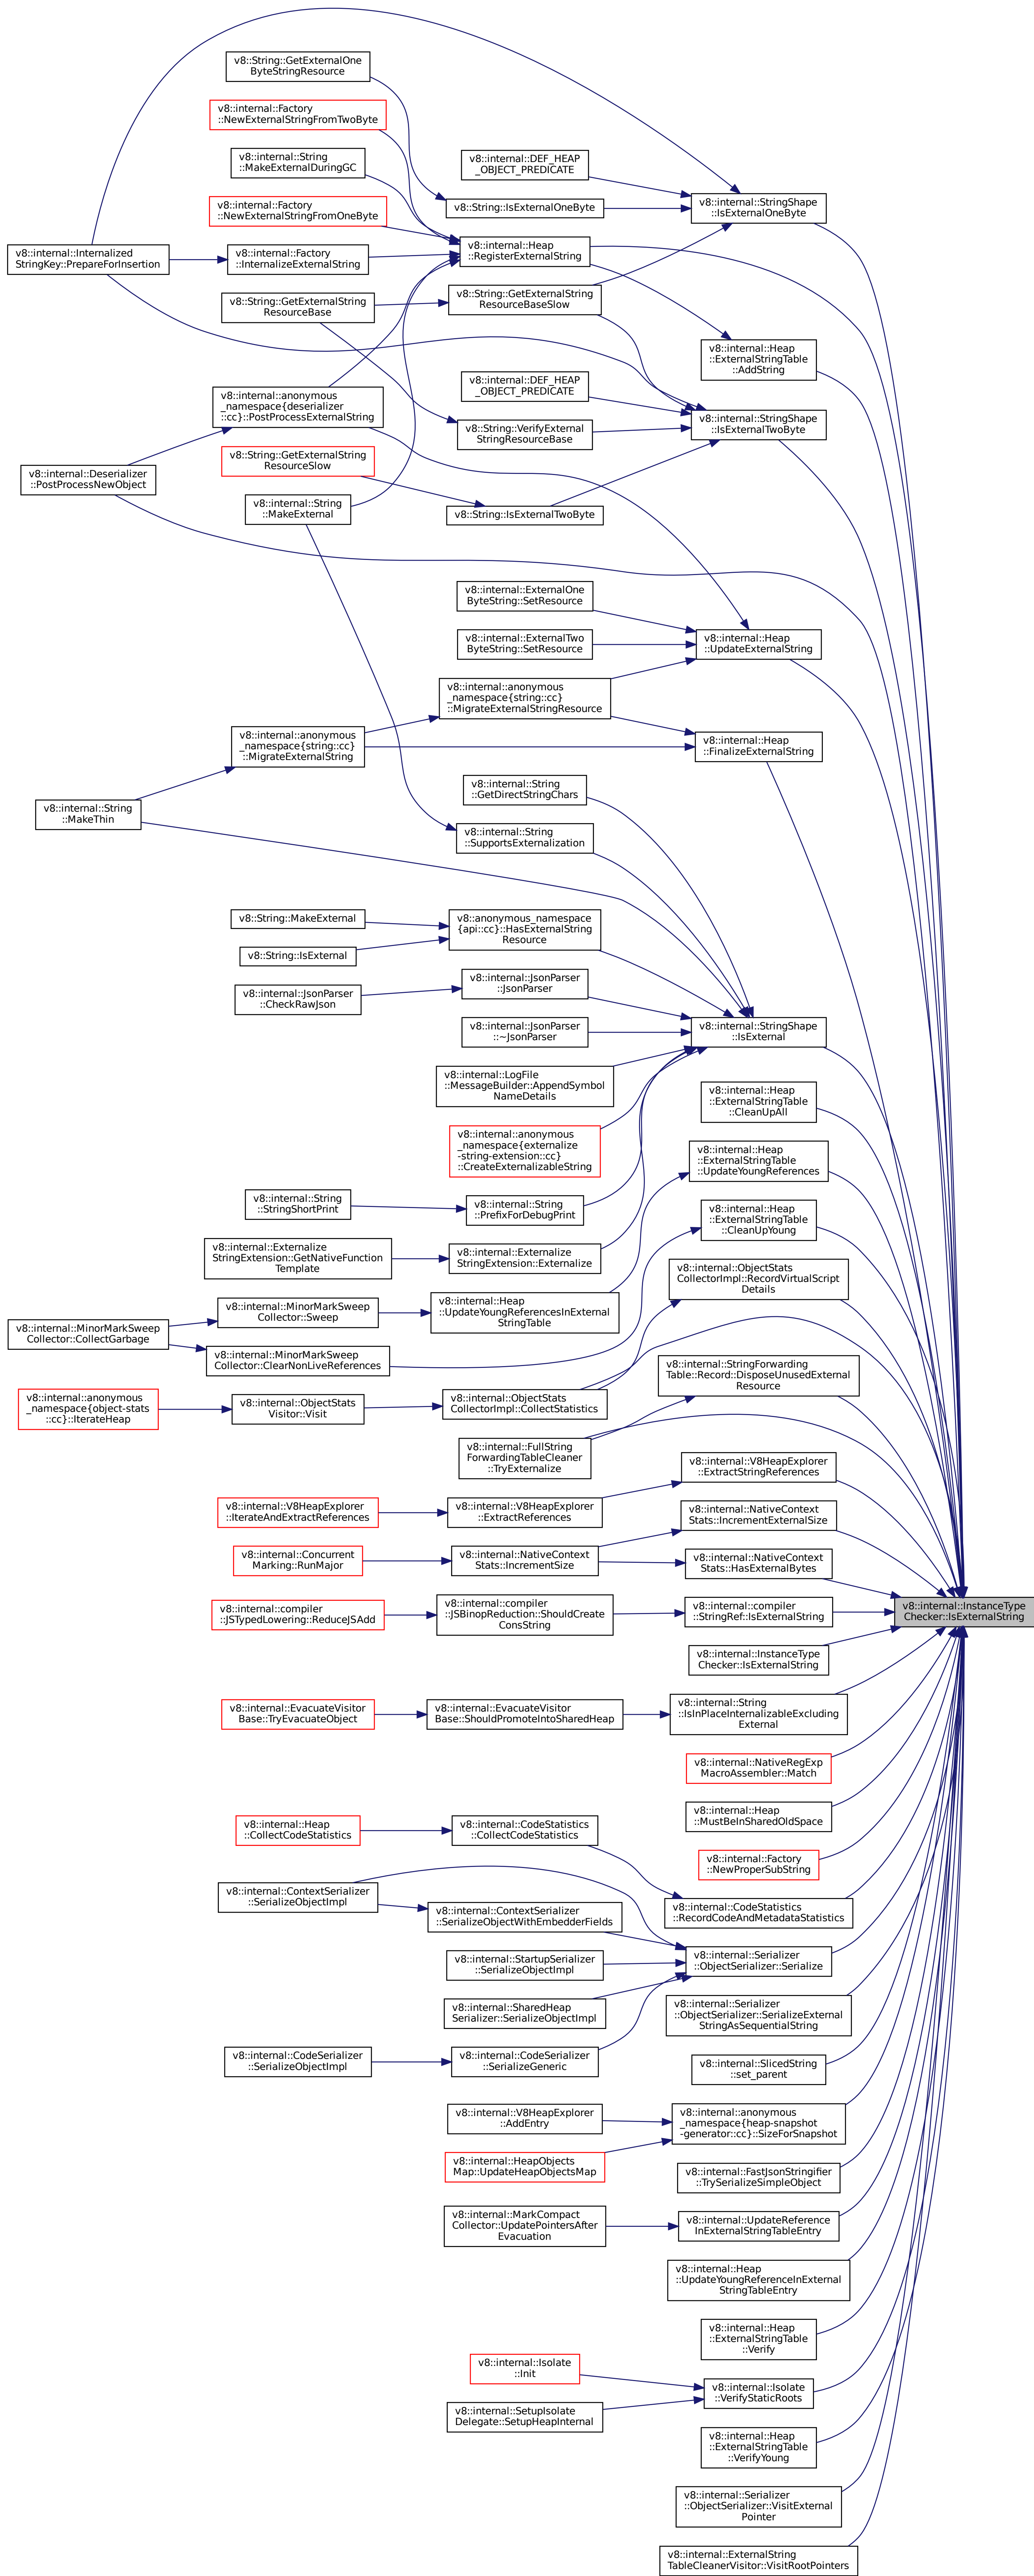 v8::String::GetExternalOne
ByteStringResource
v8::internal::Factory
::NewExternalStringFromTwoByte
v8::internal::String
::MakeExternalDuringGC
v8::internal::DEF_HEAP
_OBJECT_PREDICATE
v8::internal::StringShape
::IsExternalOneByte
v8::internal::Factory
::NewExternalStringFromOneByte
v8::String::IsExternalOneByte
v8::internal::Heap
::RegisterExternalString
v8::internal::Internalized
StringKey::PrepareForInsertion
v8::internal::Factory
::InternalizeExternalString
v8::String::GetExternalString
ResourceBase
v8::String::GetExternalString
ResourceBaseSlow
v8::internal::Heap
::ExternalStringTable
::AddString
v8::internal::DEF_HEAP
_OBJECT_PREDICATE
v8::internal::anonymous
_namespace{deserializer
::cc}::PostProcessExternalString
v8::internal::StringShape
::IsExternalTwoByte
v8::String::VerifyExternal
StringResourceBase
v8::String::GetExternalString
ResourceSlow
v8::internal::Deserializer
::PostProcessNewObject
v8::internal::String
::MakeExternal
v8::String::IsExternalTwoByte
v8::internal::ExternalOne
ByteString::SetResource
v8::internal::ExternalTwo
ByteString::SetResource
v8::internal::Heap
::UpdateExternalString
v8::internal::anonymous
_namespace{string::cc}
::MigrateExternalStringResource
v8::internal::anonymous
_namespace{string::cc}
::MigrateExternalString
v8::internal::Heap
::FinalizeExternalString
v8::internal::String
::GetDirectStringChars
v8::internal::String
::MakeThin
v8::internal::String
::SupportsExternalization
v8::String::MakeExternal
v8::anonymous_namespace
{api::cc}::HasExternalString
Resource
v8::String::IsExternal
v8::internal::JsonParser
::JsonParser
v8::internal::JsonParser
::CheckRawJson
v8::internal::JsonParser
::~JsonParser
v8::internal::StringShape
::IsExternal
v8::internal::LogFile
::MessageBuilder::AppendSymbol
NameDetails
v8::internal::Heap
::ExternalStringTable
::CleanUpAll
v8::internal::anonymous
_namespace{externalize
-string-extension::cc}
::CreateExternalizableString
v8::internal::Heap
::ExternalStringTable
::UpdateYoungReferences
v8::internal::String
::StringShortPrint
v8::internal::String
::PrefixForDebugPrint
v8::internal::Heap
::ExternalStringTable
::CleanUpYoung
v8::internal::Externalize
StringExtension::GetNativeFunction
Template
v8::internal::Externalize
StringExtension::Externalize
v8::internal::ObjectStats
CollectorImpl::RecordVirtualScript
Details
v8::internal::MinorMarkSweep
Collector::CollectGarbage
v8::internal::MinorMarkSweep
Collector::Sweep
v8::internal::Heap
::UpdateYoungReferencesInExternal
StringTable
v8::internal::MinorMarkSweep
Collector::ClearNonLiveReferences
v8::internal::StringForwarding
Table::Record::DisposeUnusedExternal
Resource
v8::internal::anonymous
_namespace{object-stats
::cc}::IterateHeap
v8::internal::ObjectStats
Visitor::Visit
v8::internal::ObjectStats
CollectorImpl::CollectStatistics
v8::internal::FullString
ForwardingTableCleaner
::TryExternalize
v8::internal::V8HeapExplorer
::ExtractStringReferences
v8::internal::V8HeapExplorer
::IterateAndExtractReferences
v8::internal::V8HeapExplorer
::ExtractReferences
v8::internal::NativeContext
Stats::IncrementExternalSize
v8::internal::Concurrent
Marking::RunMajor
v8::internal::NativeContext
Stats::IncrementSize
v8::internal::NativeContext
Stats::HasExternalBytes
v8::internal::compiler
::JSTypedLowering::ReduceJSAdd
v8::internal::compiler
::JSBinopReduction::ShouldCreate
ConsString
v8::internal::compiler
::StringRef::IsExternalString
v8::internal::InstanceType
Checker::IsExternalString
v8::internal::InstanceType
Checker::IsExternalString
v8::internal::EvacuateVisitor
Base::TryEvacuateObject
v8::internal::EvacuateVisitor
Base::ShouldPromoteIntoSharedHeap
v8::internal::String
::IsInPlaceInternalizableExcluding
External
v8::internal::NativeRegExp
MacroAssembler::Match
v8::internal::Heap
::MustBeInSharedOldSpace
v8::internal::Heap
::CollectCodeStatistics
v8::internal::CodeStatistics
::CollectCodeStatistics
v8::internal::Factory
::NewProperSubString
v8::internal::ContextSerializer
::SerializeObjectImpl
v8::internal::ContextSerializer
::SerializeObjectWithEmbedderFields
v8::internal::CodeStatistics
::RecordCodeAndMetadataStatistics
v8::internal::StartupSerializer
::SerializeObjectImpl
v8::internal::Serializer
::ObjectSerializer::Serialize
v8::internal::SharedHeap
Serializer::SerializeObjectImpl
v8::internal::Serializer
::ObjectSerializer::SerializeExternal
StringAsSequentialString
v8::internal::CodeSerializer
::SerializeObjectImpl
v8::internal::CodeSerializer
::SerializeGeneric
v8::internal::SlicedString
::set_parent
v8::internal::V8HeapExplorer
::AddEntry
v8::internal::anonymous
_namespace{heap-snapshot
-generator::cc}::SizeForSnapshot
v8::internal::HeapObjects
Map::UpdateHeapObjectsMap
v8::internal::FastJsonStringifier
::TrySerializeSimpleObject
v8::internal::MarkCompact
Collector::UpdatePointersAfter
Evacuation
v8::internal::UpdateReference
InExternalStringTableEntry
v8::internal::Heap
::UpdateYoungReferenceInExternal
StringTableEntry
v8::internal::Heap
::ExternalStringTable
::Verify
v8::internal::Isolate
::Init
v8::internal::Isolate
::VerifyStaticRoots
v8::internal::SetupIsolate
Delegate::SetupHeapInternal
v8::internal::Heap
::ExternalStringTable
::VerifyYoung
v8::internal::Serializer
::ObjectSerializer::VisitExternal
Pointer
v8::internal::ExternalString
TableCleanerVisitor::VisitRootPointers